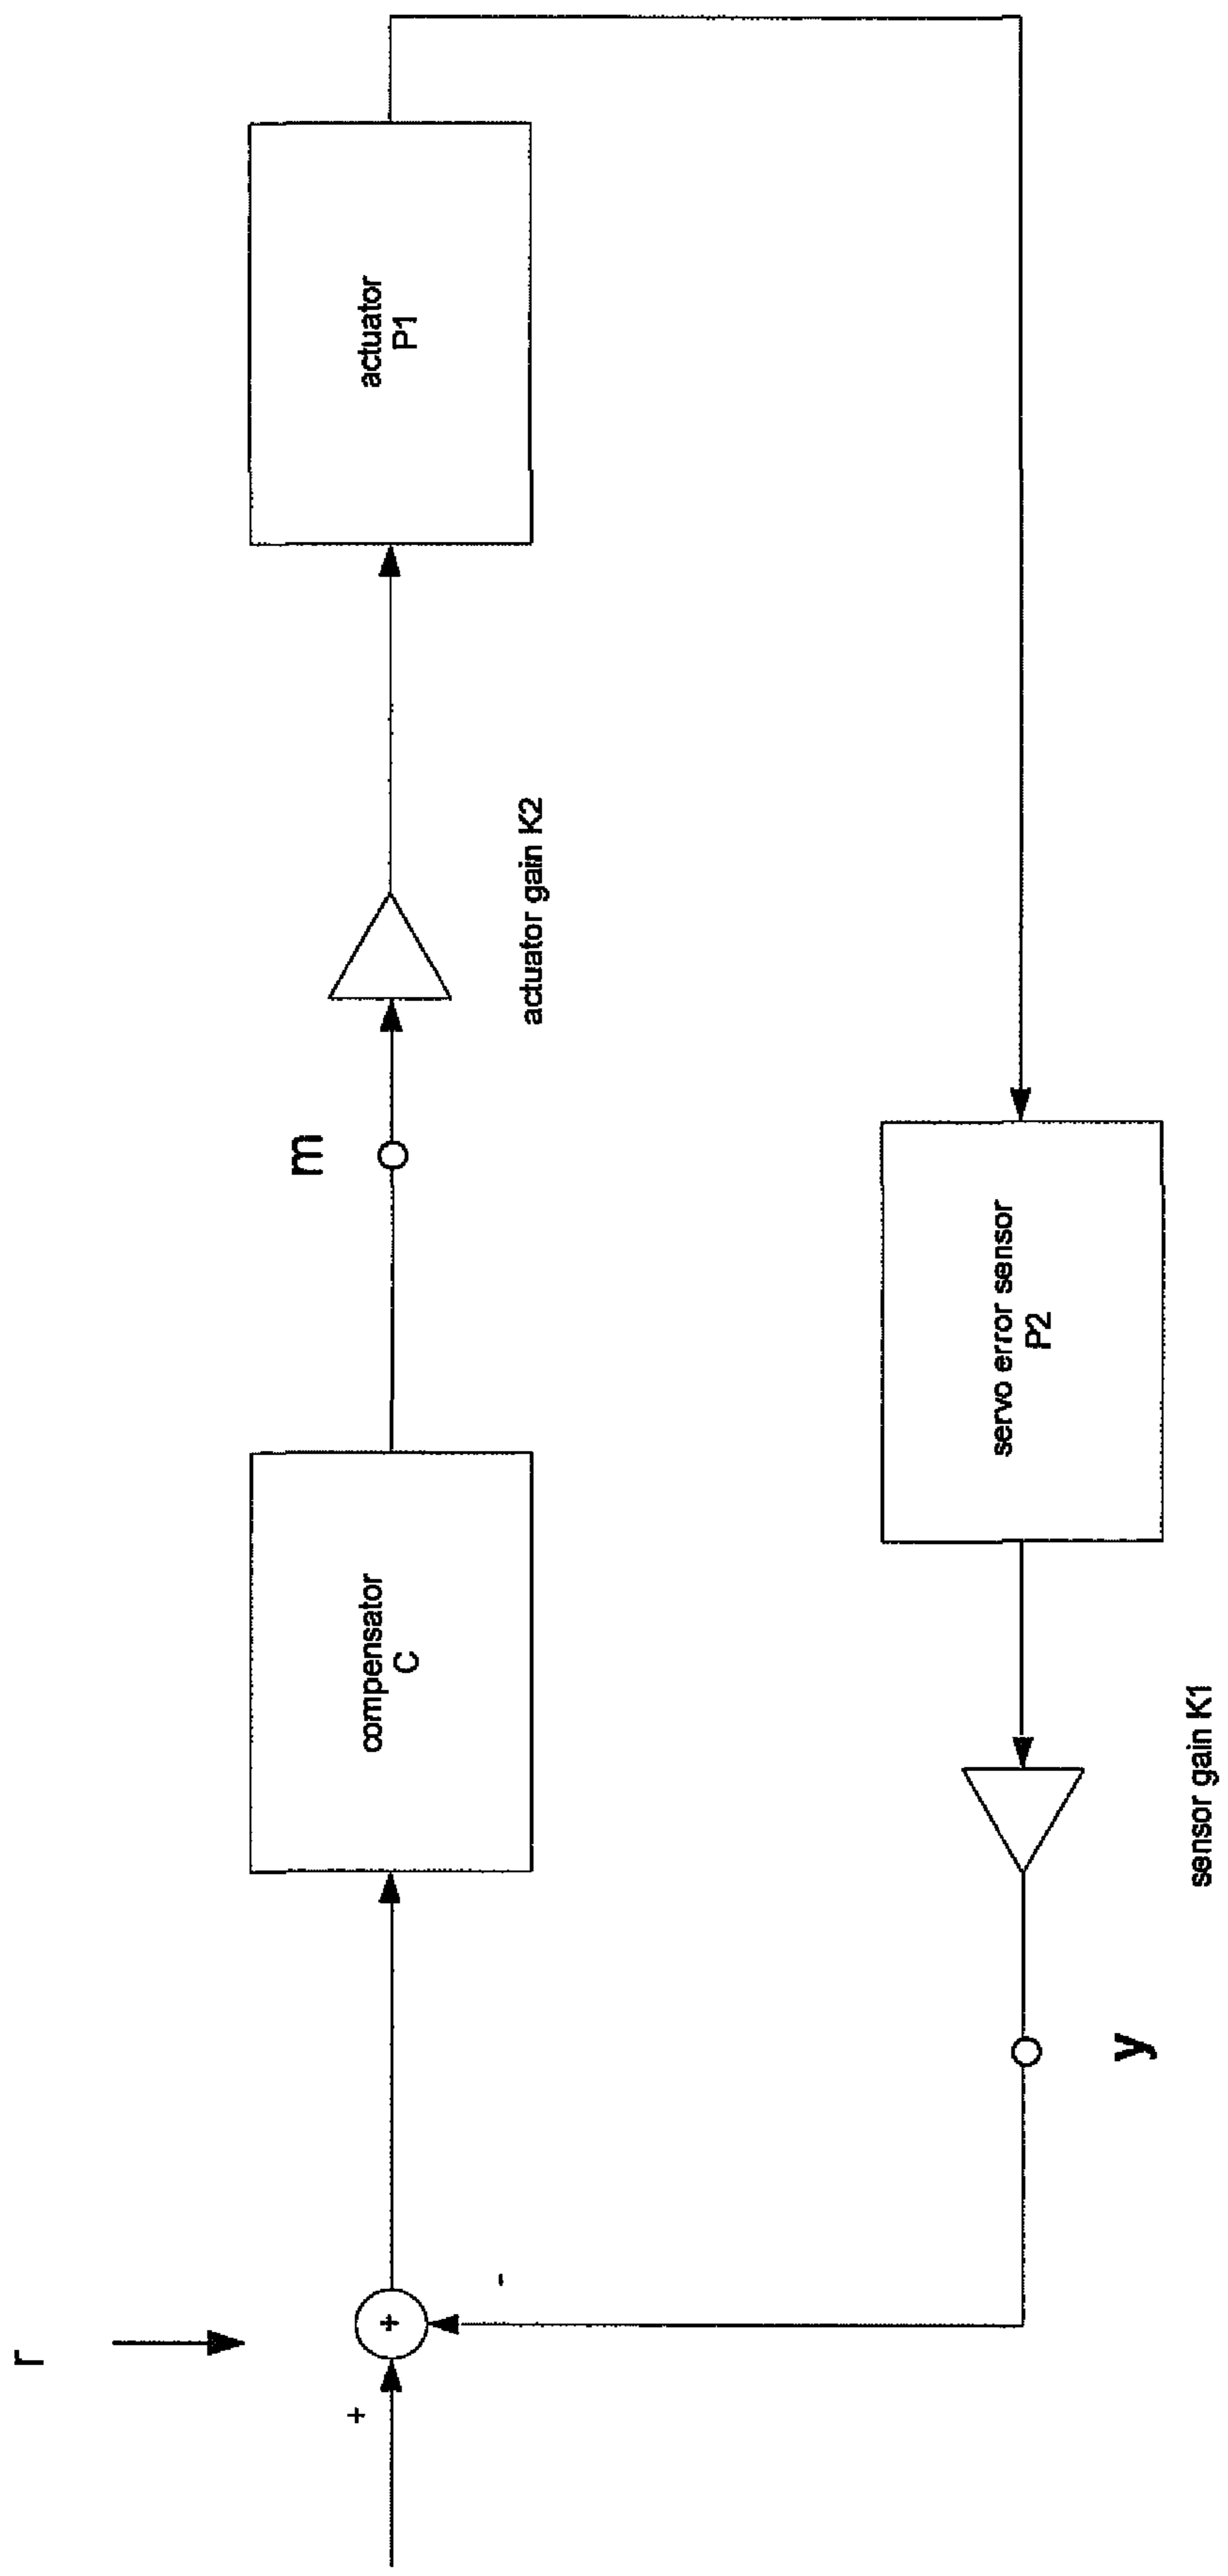 r
+
+
-
compensator
C
m
actuator gain K2
actuator
P1
y
sensor gain K1
servo error sensor
P2